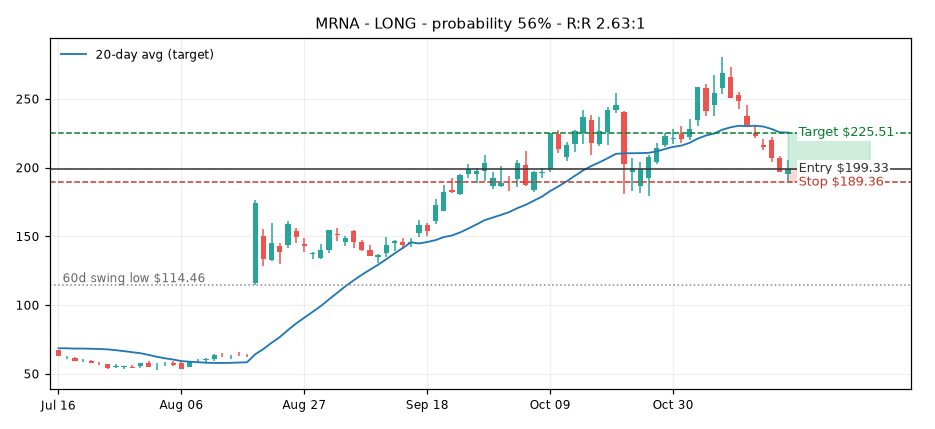 MRNA - LONG - probability 56% - R:R 2.63:1
20-day avg (target)
250
200
150
100
50
Target $225.51
Entry $199.33
Stop $189.36
60d swing low $114.46
Jul 16
Aug 06
Aug 27
Sep 18
Oct 09
Oct 30